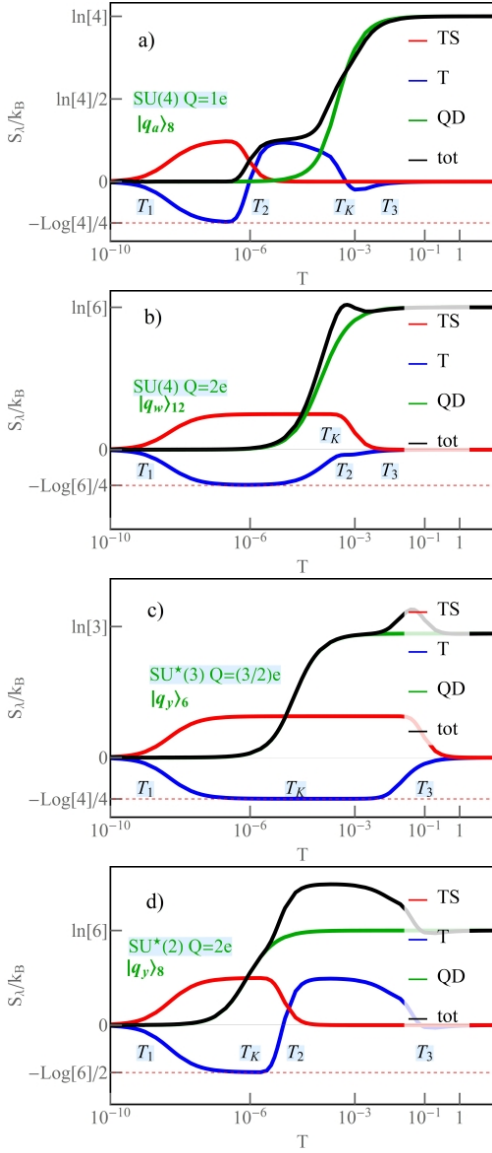 ln[4]
a)
TS
T
QD
tot
ln[4]/2
SU(4) Q=1e
|q_a⟩_8
S_λ/k_B
0
T_1
T_2
T_K
T_3
−Log[4]/4
10^−10
10^−6
10^−3
10^−1
1
T
ln[6]
b)
TS
T
QD
tot
SU(4) Q=2e
|q_w⟩_12
S_λ/k_B
T_K
0
T_1
T_2
T_3
−Log[6]/4
10^−10
10^−6
10^−3
10^−1
1
T
c)
TS
T
QD
tot
ln[3]
SU*(3) Q=(3/2)e
|q_y⟩_6
S_λ/k_B
0
T_1
T_K
T_3
−Log[4]/4
10^−10
10^−6
10^−3
10^−1
1
T
d)
TS
T
QD
tot
ln[6]
SU*(2) Q=2e
|q_y⟩_8
S_λ/k_B
0
T_1
T_K
T_2
T_3
−Log[6]/2
10^−10
10^−6
10^−3
10^−1
1
T